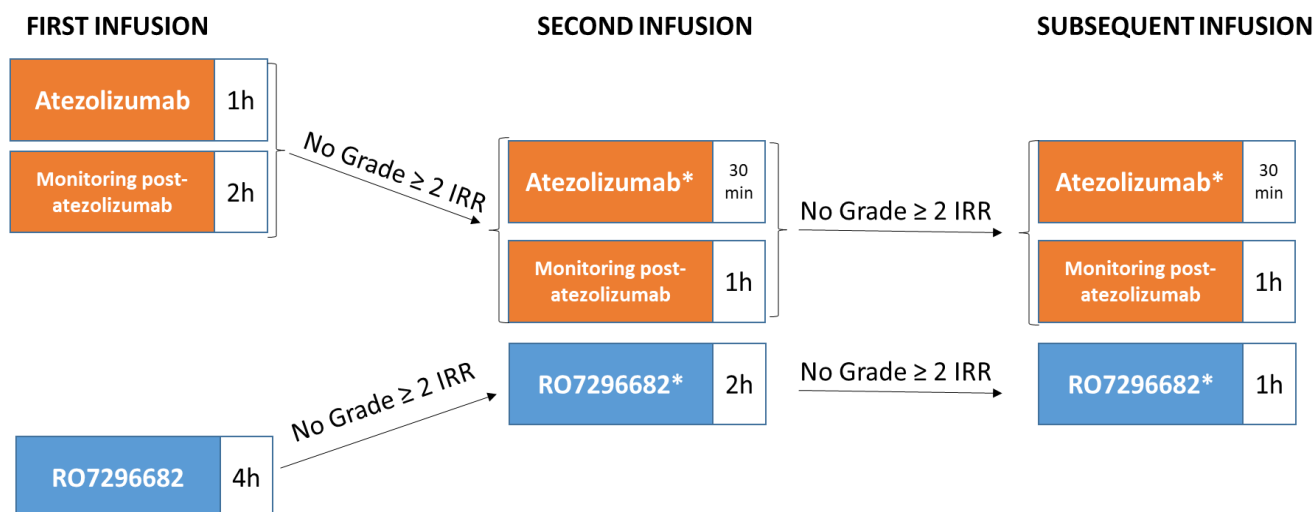 FIRST INFUSION
SECOND INFUSION
SUBSEQUENT INFUSION
Atezolizumab
1h
Monitoring post-
atezolizumab
2h
No Grade ≥ 2 IRR
Atezolizumab*
30
min
Monitoring post-
atezolizumab
1h
No Grade ≥ 2 IRR
Atezolizumab*
30
min
Monitoring post-
atezolizumab
1h
RO7296682
4h
No Grade ≥ 2 IRR
RO7296682*
2h
No Grade ≥ 2 IRR
RO7296682*
1h